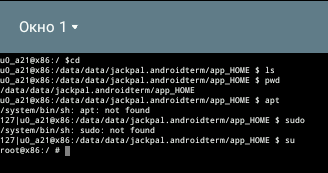 Окно 1
u0_a21@x86:/ $cd
u0_a21@x86:/data/data/jackpal.androidterm/app_HOME $ ls
u0_a21@x86:/data/data/jackpal.androidterm/app_HOME $ pwd
/data/data/jackpal.androidterm/app_HOME
u0_a21@x86:/data/data/jackpal.androidterm/app_HOME $ apt
/system/bin/sh: apt: not found
127|u0_a21@x86:/data/data/jackpal.androidterm/app_HOME $ sudo
/system/bin/sh: sudo: not found
127|u0_a21@x86:/data/data/jackpal.androidterm/app_HOME $ su
root@x86:/ #